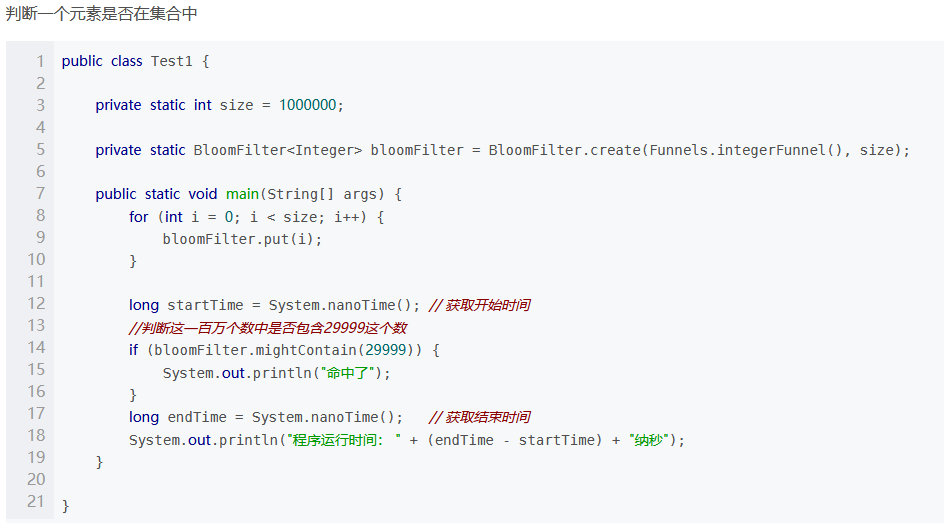 判断一个元素是否在集合中
1 public class Test1 {
2
3     private static int size = 1000000;
4
5     private static BloomFilter<Integer> bloomFilter = BloomFilter.create(Funnels.integerFunnel(), size);
6
7     public static void main(String[] args) {
8         for (int i = 0; i < size; i++) {
9             bloomFilter.put(i);
10         }
11
12         long startTime = System.nanoTime(); // 获取开始时间
13         //判断这一百万个数中是否包含29999这个数
14         if (bloomFilter.mightContain(29999)) {
15             System.out.println("命中了");
16         }
17         long endTime = System.nanoTime();   // 获取结束时间
18         System.out.println("程序运行时间： " + (endTime - startTime) + "纳秒");
19     }
20
21 }